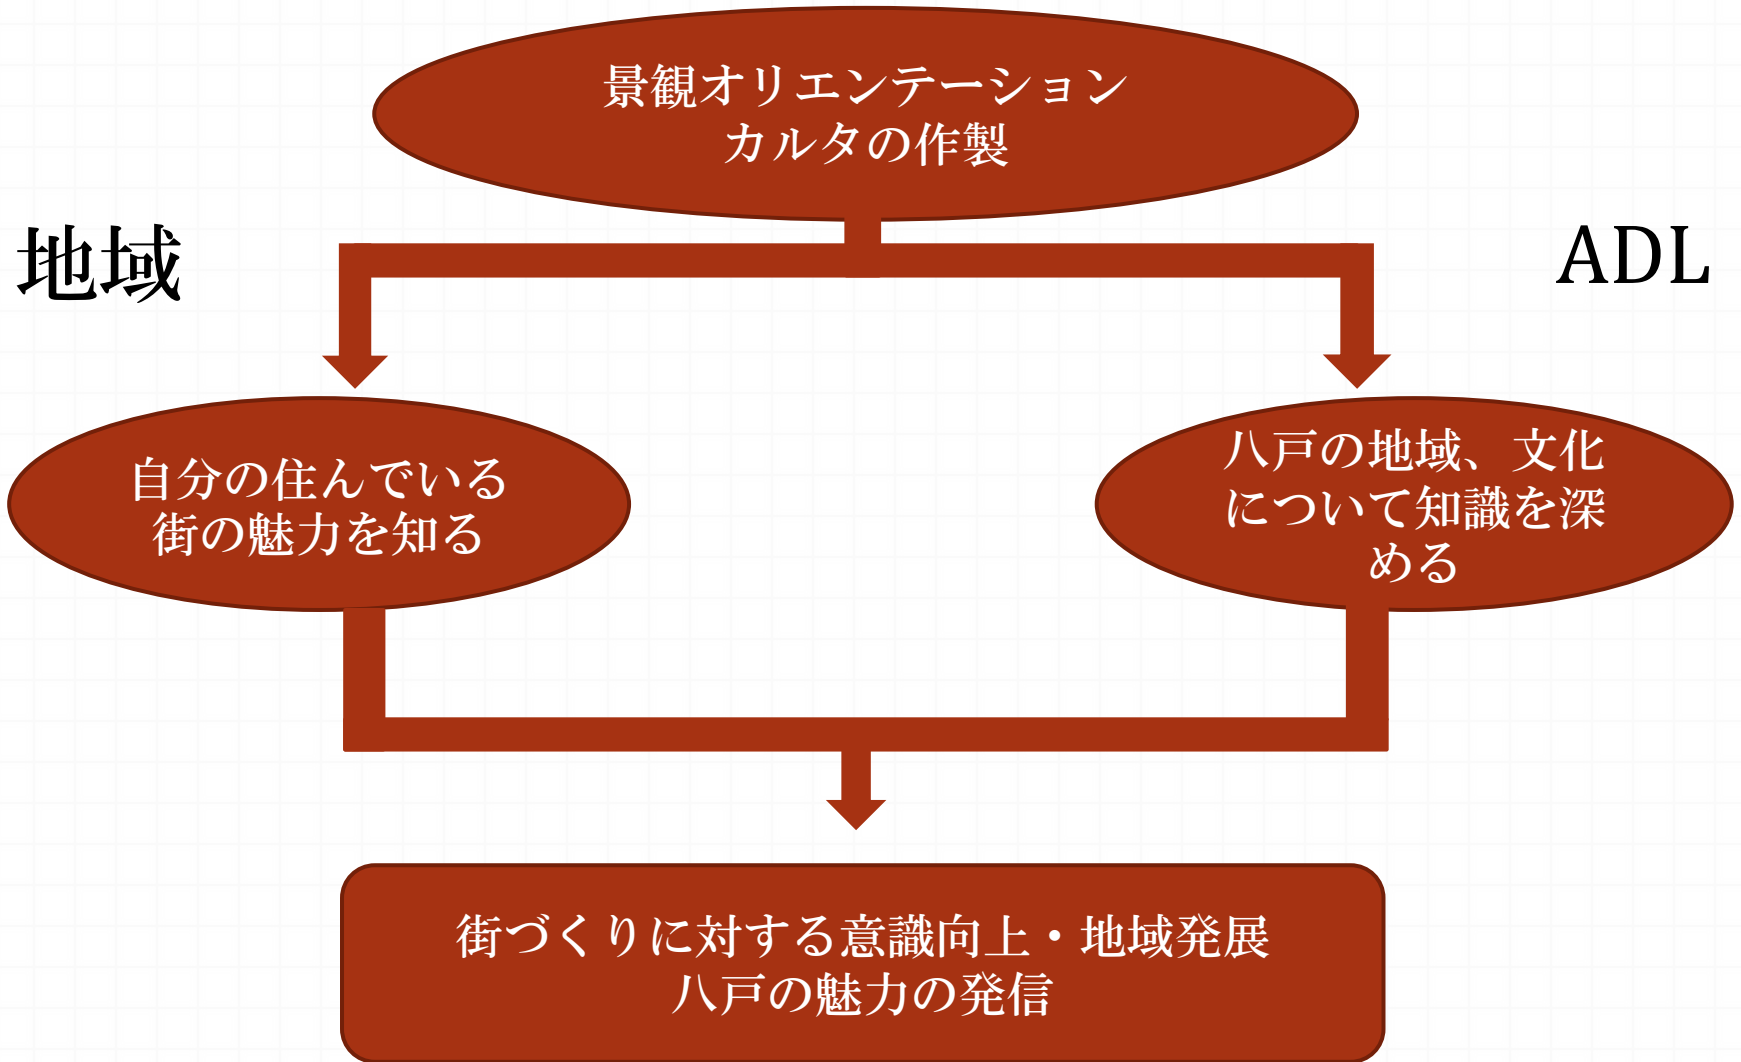 景観オリエンテーション
カルタの作製
地域
ADL
自分の住んでいる
街の魅力を知る
八戸の地域、文化
について知識を深
める
街づくりに対する意識向上・地域発展
八戸の魅力の発信